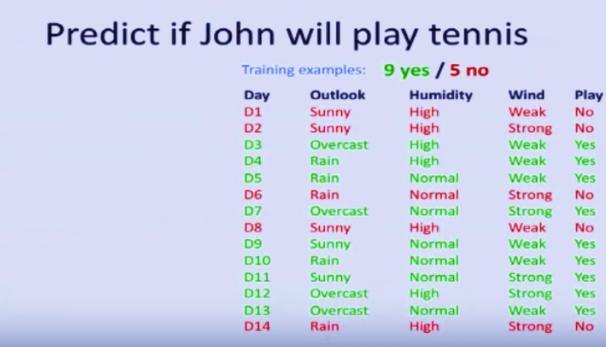 Predict if John will play tennis
Training examples: 9 yes / 5 no
Day Outlook Humidity Wind Play
D1 Sunny High Weak No
D2 Sunny High Strong No
D3 Overcast High Weak Yes
D4 Rain High Weak Yes
D5 Rain Normal Weak Yes
D6 Rain Normal Strong No
D7 Overcast Normal Strong Yes
D8 Sunny High Weak No
D9 Sunny Normal Weak Yes
D10 Rain Normal Weak Yes
D11 Sunny Normal Strong Yes
D12 Overcast High Strong Yes
D13 Overcast Normal Weak Yes
D14 Rain High Strong No